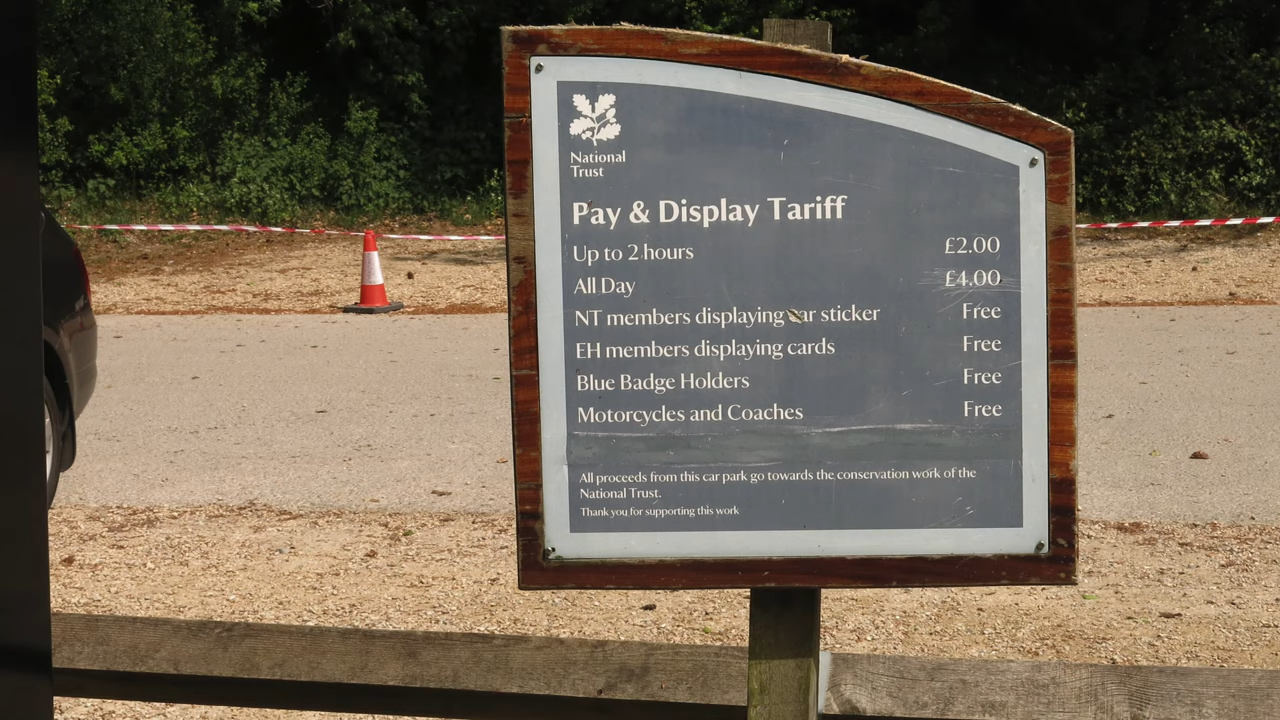 National
Trust
Pay & Display Tariff
Up to 2 hours £2.00
All Day £4.00
NT members displaying car sticker Free
EH members displaying cards Free
Blue Badge Holders Free
Motorcycles and Coaches Free
All proceeds from this car park go towards the conservation work of the
National Trust.
Thank you for supporting this work